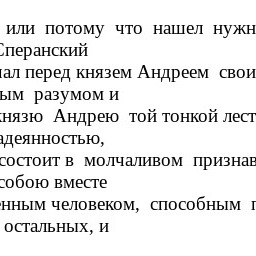 или потому что нашел нужн
Сперанский
ал перед князем Андреем свои
ым разумом и
князю Андрею той тонкой лест
адеянностью,
состоит в молчаливом признав
собою вместе
енным человеком, способным
остальных, и